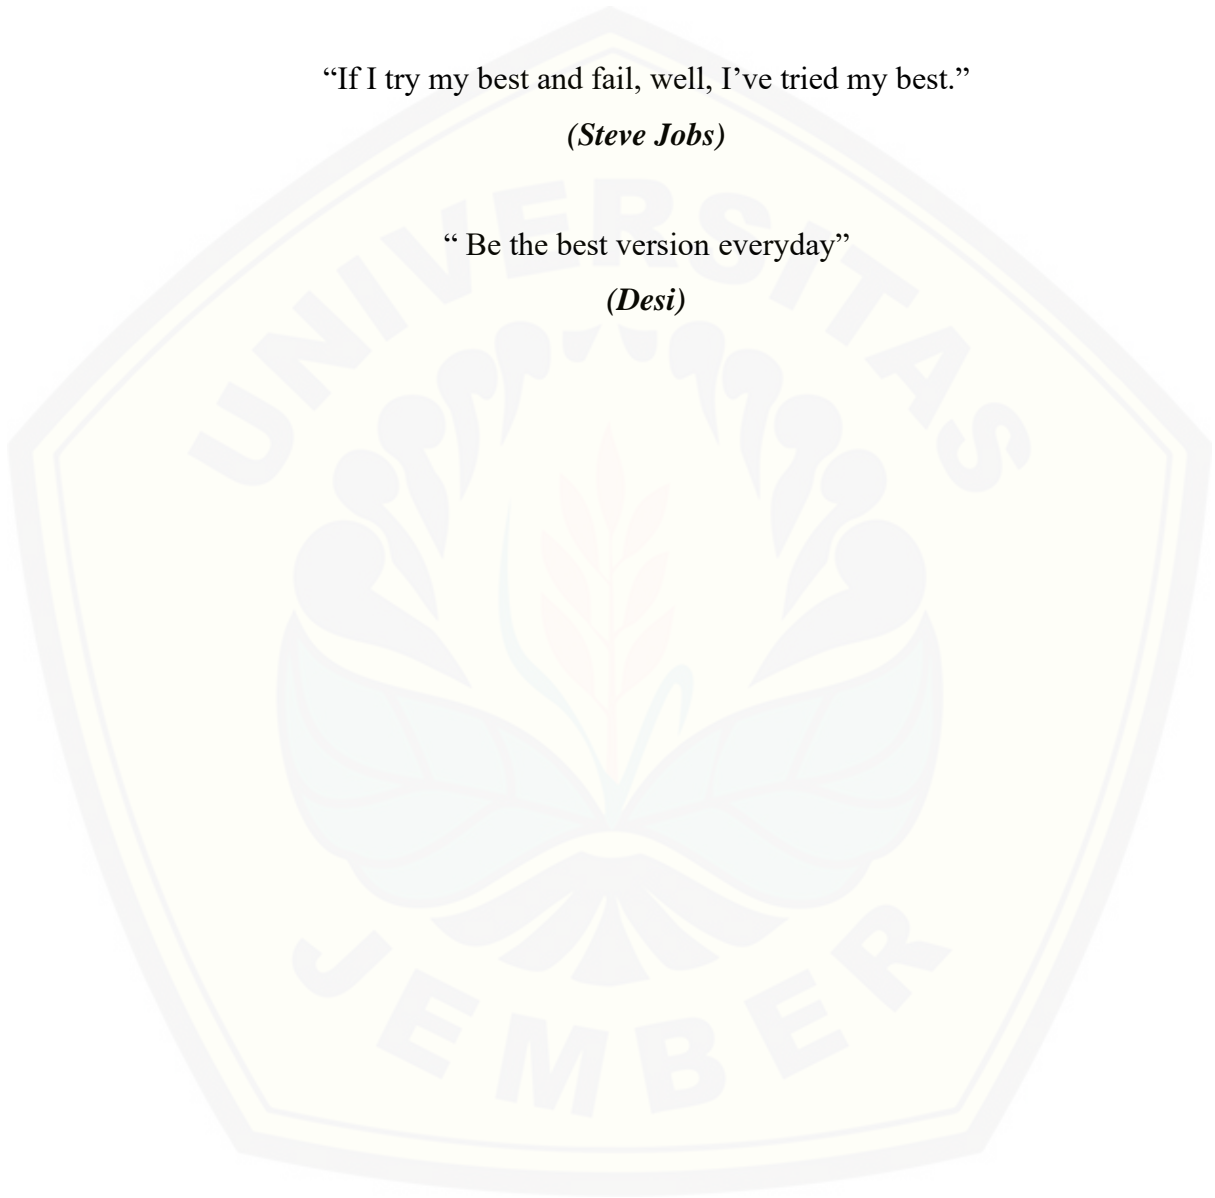 “If I try my best and fail, well, I’ve tried my best.”
(Steve Jobs)
“ Be the best version everyday”
(Desi)
UNIVERSITAS
JEMBER